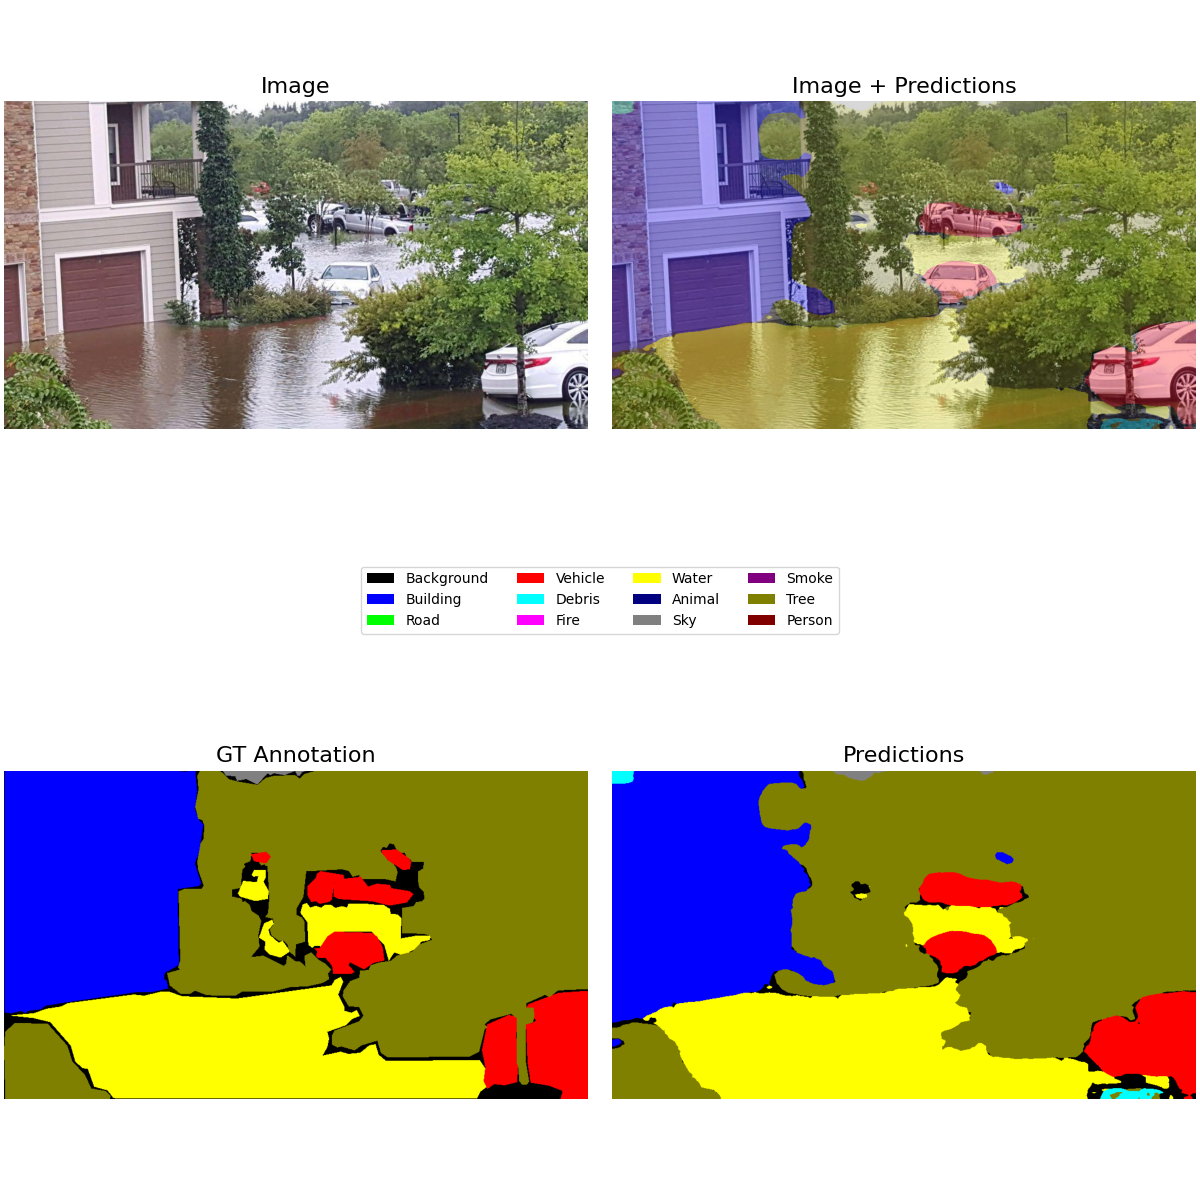 Image
Image + Predictions
Background
Vehicle
Water
Smoke
Building
Debris
Animal
Tree
Road
Fire
Sky
Person
GT Annotation
Predictions